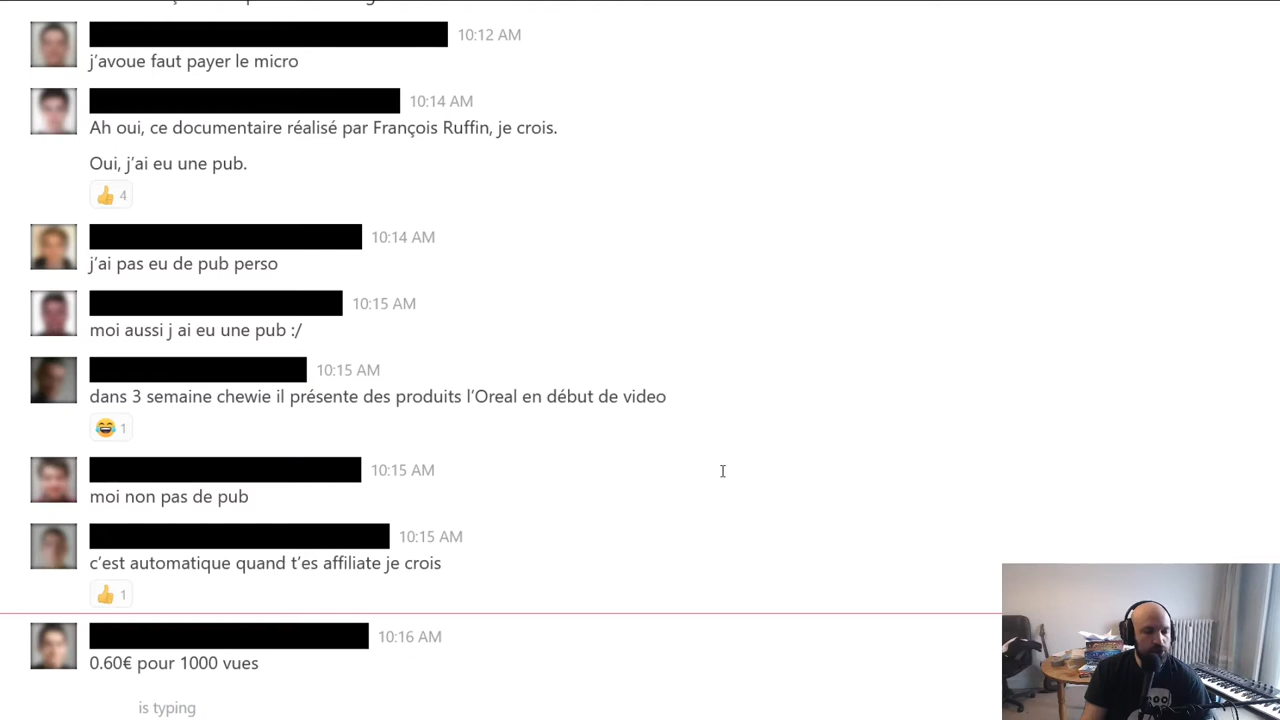 10:12 AM
j'avoue faut payer le micro
10:14 AM
Ah oui, ce documentaire réalisé par François Ruffin, je crois.
Oui, j'ai eu une pub.
👍 4
10:14 AM
j'ai pas eu de pub perso
10:15 AM
moi aussi j ai eu une pub :/
10:15 AM
dans 3 semaine chewie il présente des produits l'Oreal en début de video
😂 1
10:15 AM
moi non pas de pub
10:15 AM
c'est automatique quand t'es affiliate je crois
👍 1
10:16 AM
0.60€ pour 1000 vues
is typing